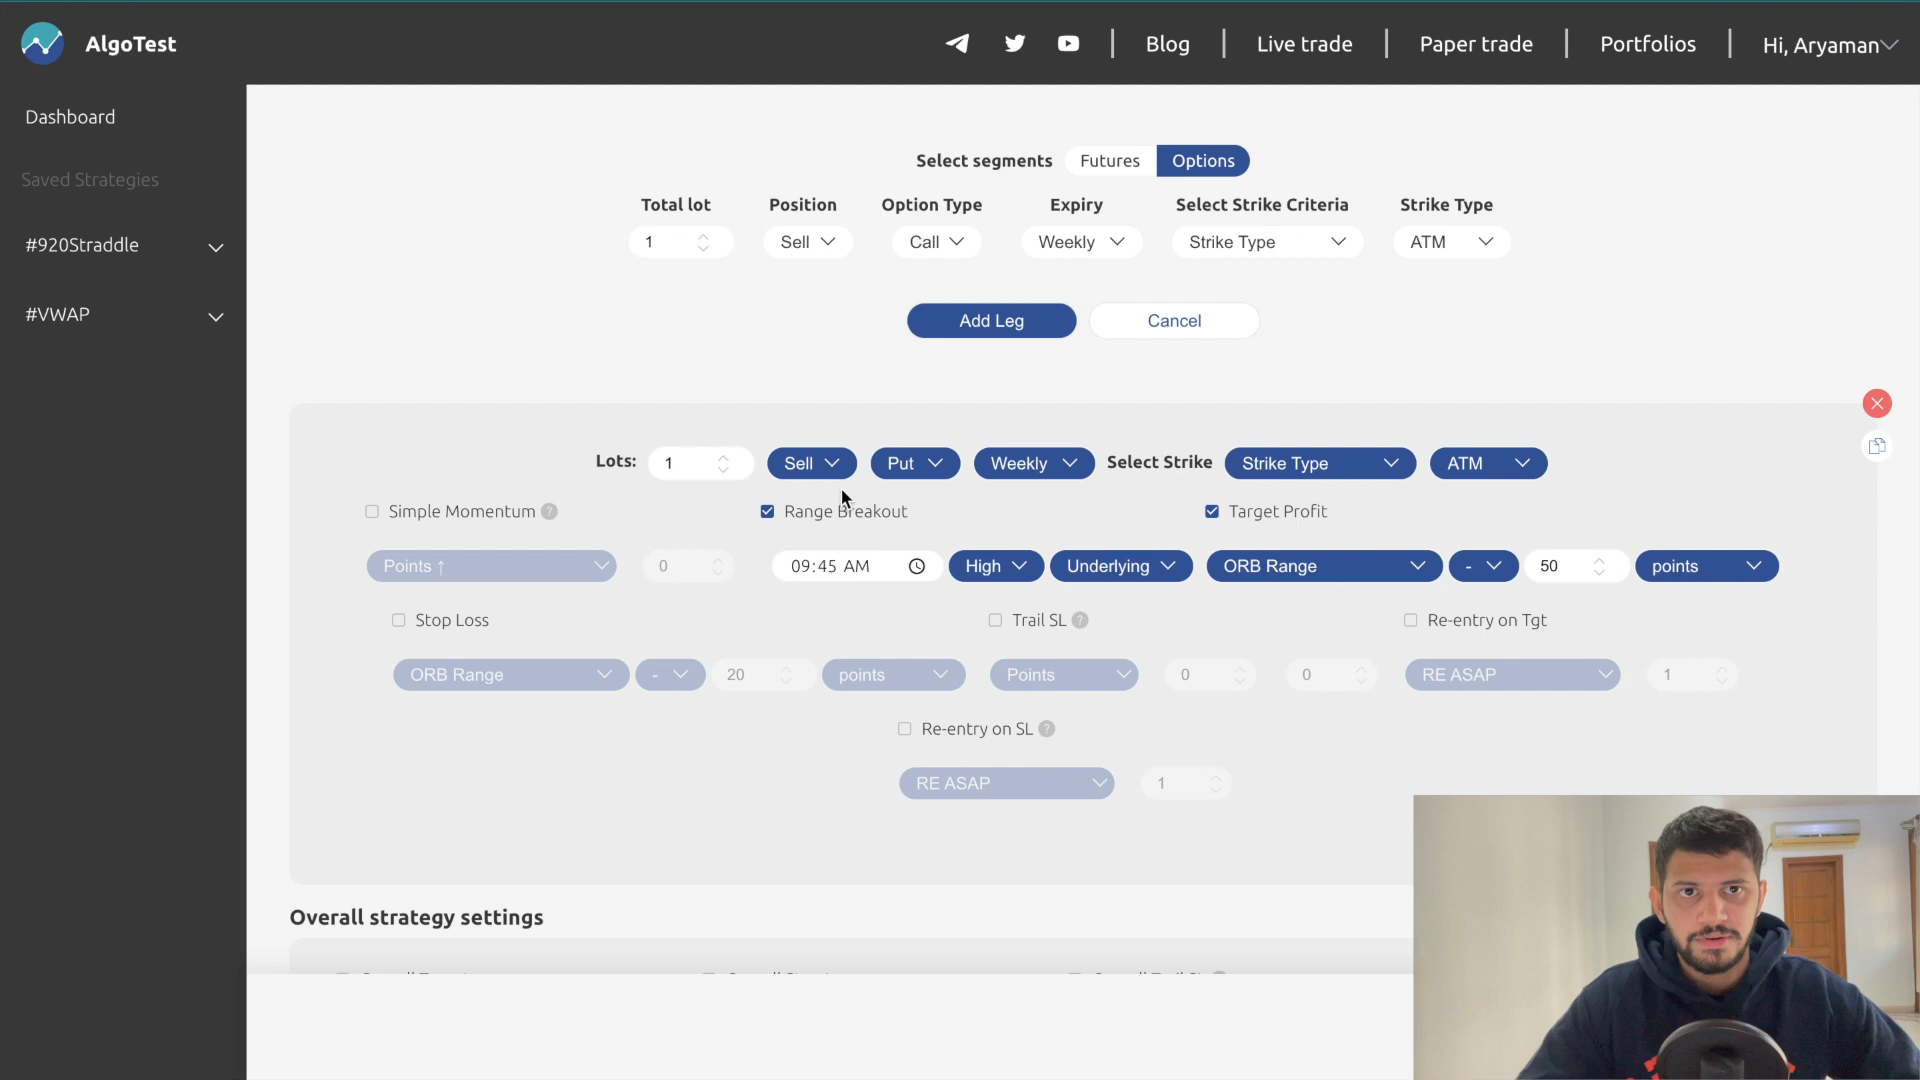 AlgoTest
Blog
Live trade
Paper trade
Portfolios
Hi, Aryaman
Dashboard
Saved Strategies
#920Straddle
#VWAP
Select segments Futures Options
Total lot Position Option Type Expiry Select Strike Criteria Strike Type
1 Sell Call Weekly Strike Type ATM
Add Leg Cancel
Lots: 1 Sell Put Weekly Select Strike Strike Type ATM
Simple Momentum ? Range Breakout Target Profit
Points ↑ 0 09:45 AM High Underlying ORB Range - 50 points
Stop Loss Trail SL ? Re-entry on Tgt
ORB Range - 20 points Points 0 0 RE ASAP 1
Re-entry on SL ?
RE ASAP 1
Overall strategy settings